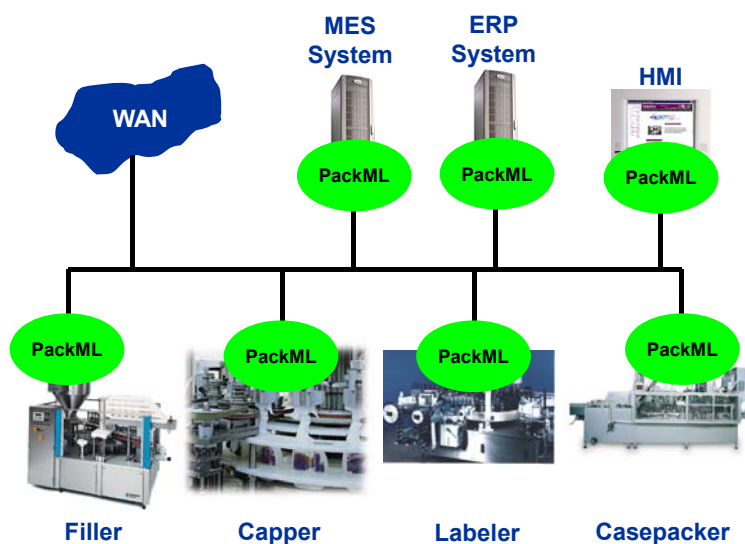 MES
System
ERP
System
HMI
WAN
PackML
PackML
PackML
PackML
PackML
PackML
PackML
Filler
Capper
Labeler
Casepacker